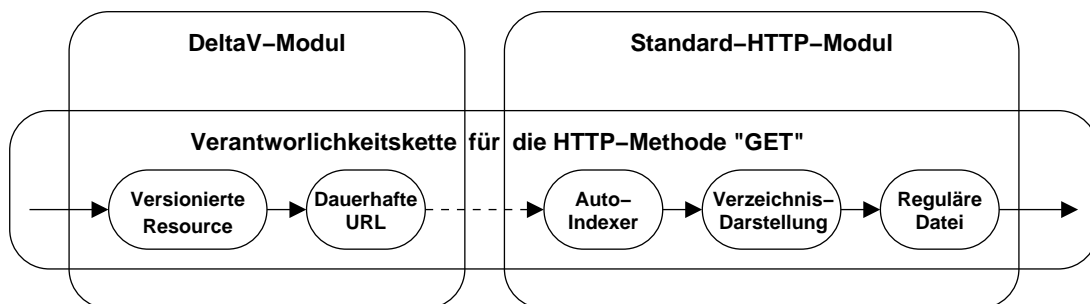 DeltaV–Modul
Standard–HTTP–Modul
Verantworlichkeitskette für die HTTP–Methode "GET"
Versionierte
Resource
Dauerhafte
URL
Auto–
Indexer
Verzeichnis–
Darstellung
Reguläre
Datei